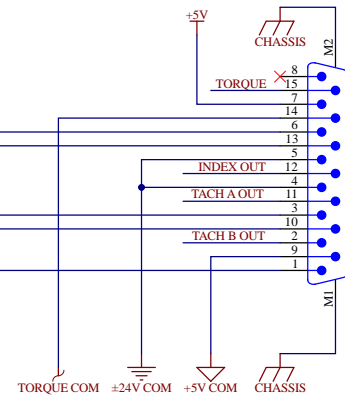 +5V
CHASSIS
M2
8
TORQUE 15
7
14
6
13
5
INDEX OUT 12
4
TACH A OUT 11
3
10
TACH B OUT 2
9
1
M1
TORQUE COM ±24V COM +5V COM CHASSIS